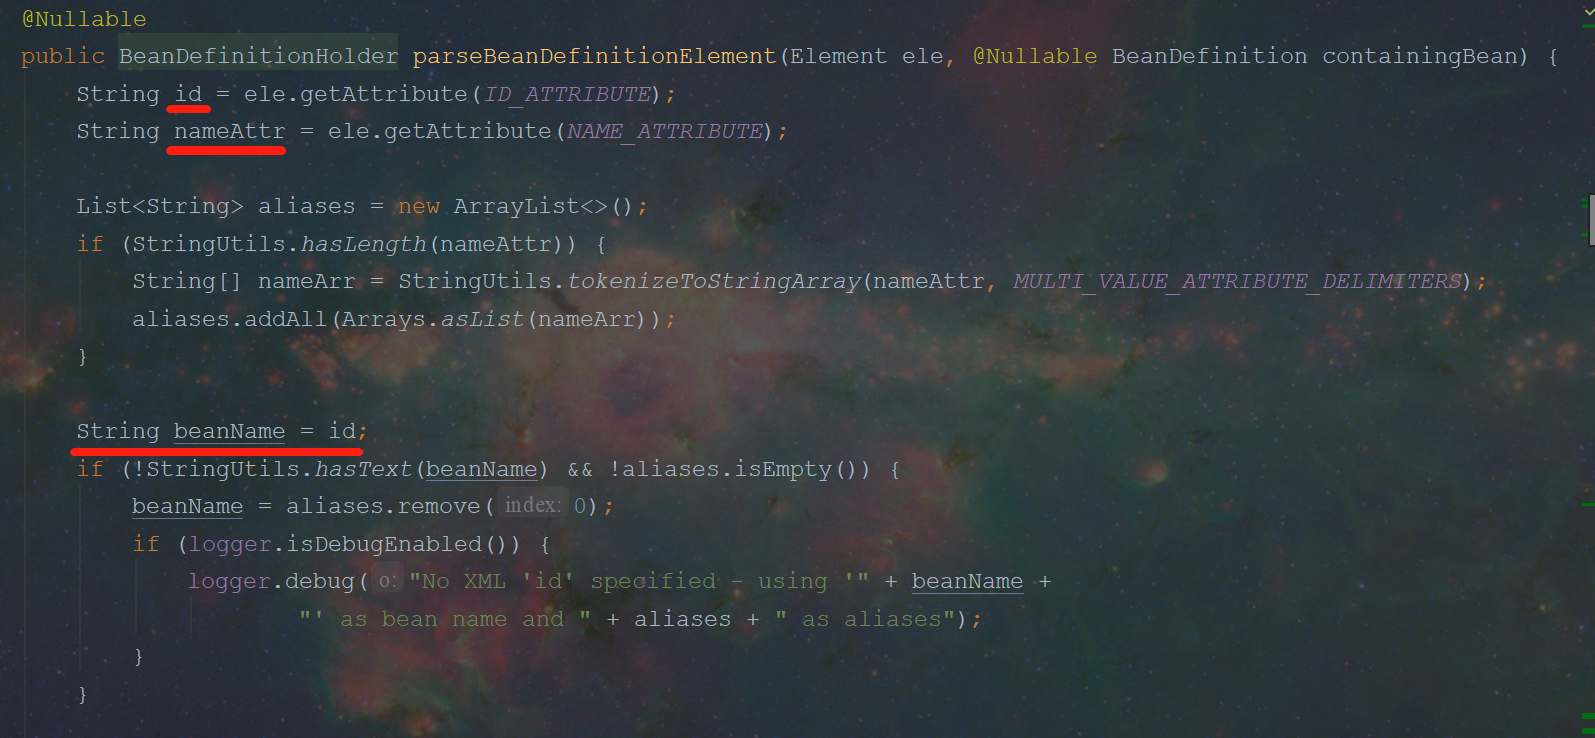 @Nullable
public BeanDefinitionHolder parseBeanDefinitionElement(Element ele, @Nullable BeanDefinition containingBean) {
String id = ele.getAttribute(ID_ATTRIBUTE);
String nameAttr = ele.getAttribute(NAME_ATTRIBUTE);
List<String> aliases = new ArrayList<>();
if (StringUtils.hasLength(nameAttr)) {
String[] nameArr = StringUtils.tokenizeToStringArray(nameAttr, MULTI_VALUE_ATTRIBUTE_DELIMITERS);
aliases.addAll(Arrays.asList(nameArr));
}
String beanName = id;
if (!StringUtils.hasText(beanName) && !aliases.isEmpty()) {
beanName = aliases.remove( index: 0);
if (logger.isDebugEnabled()) {
logger.debug( o: "No XML 'id' specified - using '" + beanName +
"' as bean name and " + aliases + " as aliases");
}
}